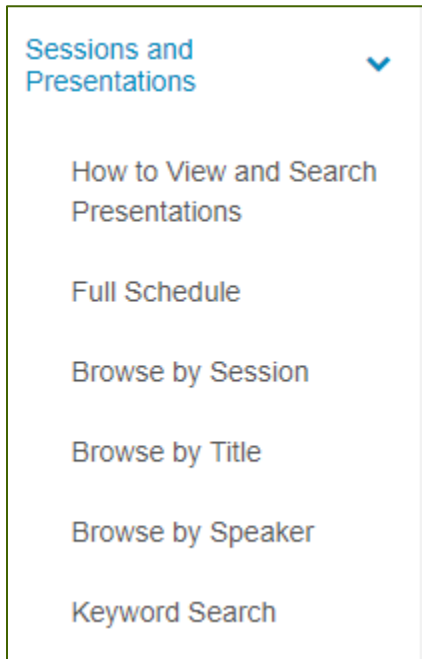 Sessions and
Presentations
How to View and Search
Presentations
Full Schedule
Browse by Session
Browse by Title
Browse by Speaker
Keyword Search